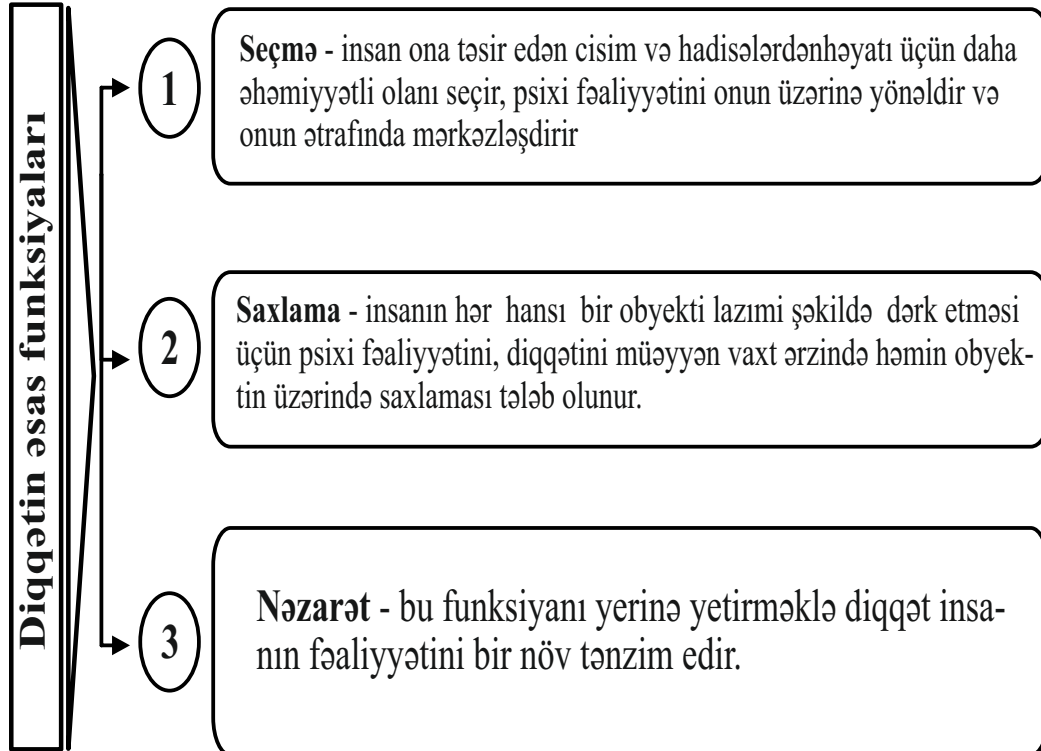 Diqqətin əsas funksiyaları
1
Seçmə - insan ona təsir edən cisim və hadisələrdənhəyatı üçün daha
əhəmiyyətli olanı seçir, psixi fəaliyyətini onun üzərinə yönəldir və
onun ətrafında mərkəzləşdirir
2
Saxlama - insanın hər hansı bir obyekti lazımi şəkildə dərk etməsi
üçün psixi fəaliyyətini, diqqətini müəyyən vaxt ərzində həmin obyek-
tin üzərində saxlaması tələb olunur.
3
Nəzarət - bu funksiyanı yerinə yetirməklə diqqət insa-
nın fəaliyyətini bir növ tənzim edir.